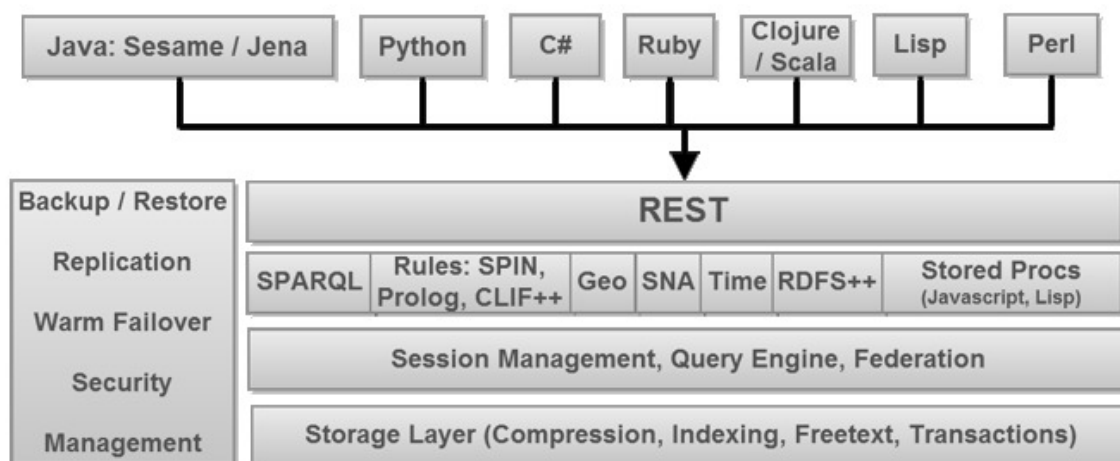 Java: Sesame / Jena
Python
C#
Ruby
Clojure
/ Scala
Lisp
Perl
Backup / Restore
Replication
Warm Failover
Security
Management
REST
SPARQL
Rules: SPIN,
Prolog, CLIF++
Geo
SNA
Time
RDFS++
Stored Procs
(Javascript, Lisp)
Session Management, Query Engine, Federation
Storage Layer (Compression, Indexing, Freetext, Transactions)